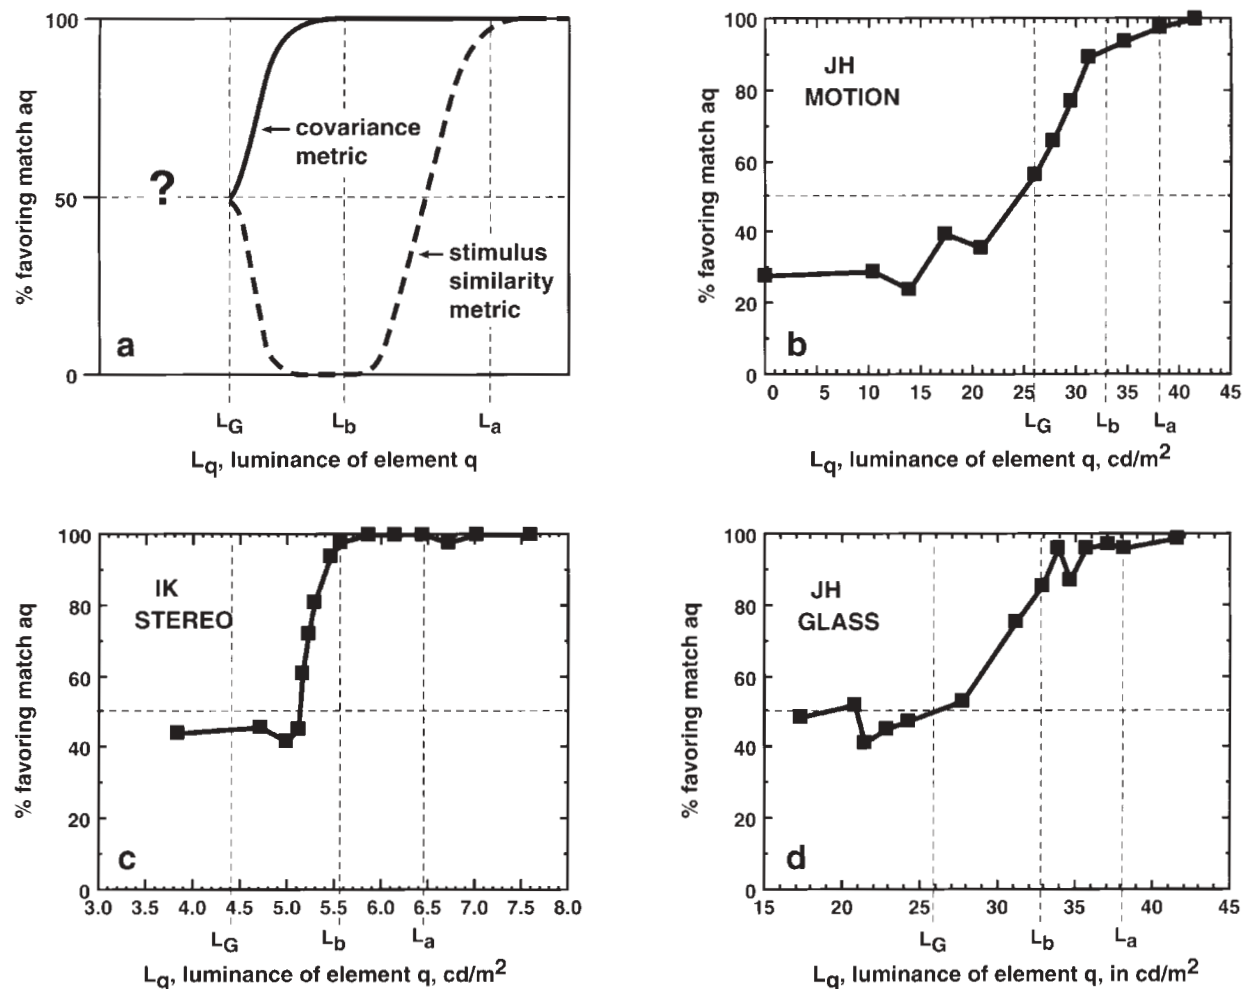 100
50
0
% favoring match aq
?
covariance
metric
stimulus
similarity
metric
a
L_G L_b L_a
L_q, luminance of element q
100
80
60
40
20
0
% favoring match aq
JH
MOTION
b
0 5 10 15 20 25 30 35 40 45
L_G L_b L_a
L_q, luminance of element q, cd/m²
100
80
60
40
20
0
% favoring match aq
IK
STEREO
c
3.0 3.5 4.0 4.5 5.0 5.5 6.0 6.5 7.0 7.5 8.0
L_G L_b L_a
L_q, luminance of element q, cd/m²
100
80
60
40
20
0
% favoring match aq
JH
GLASS
d
15 20 25 30 35 40 45
L_G L_b L_a
L_q, luminance of element q, in cd/m²